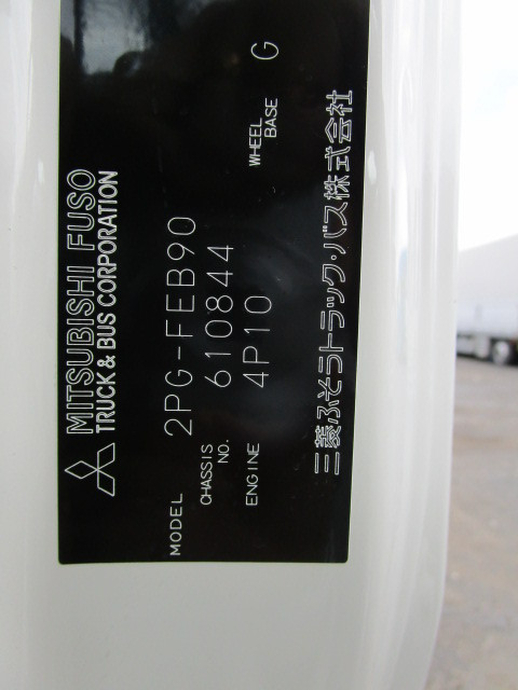 MITSUBISHI FUSO
TRUCK & BUS CORPORATION
MODEL 2PG-FEB90
CHASSIS NO. 610844
ENGINE 4P10 WHEEL BASE G
三菱ふそうトラック・バス株式会社